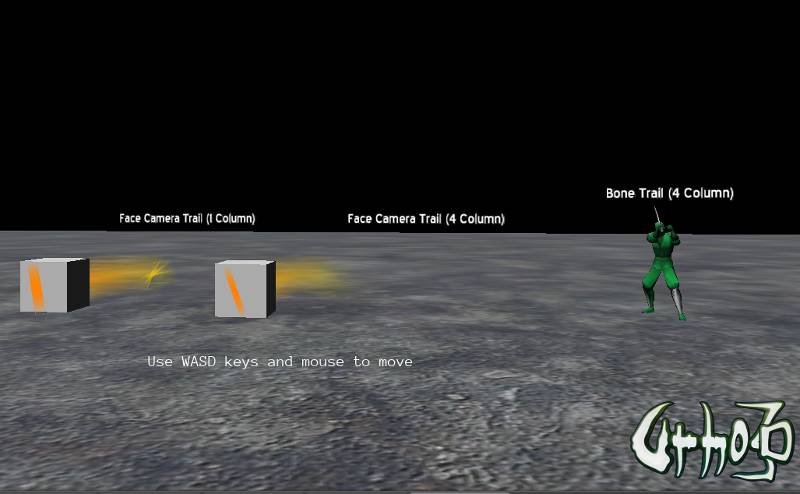 Bone Trail (4 Column)
Face Camera Trail (1 Column)
Face Camera Trail (4 Column)
Use WASD keys and mouse to move
Urho3D